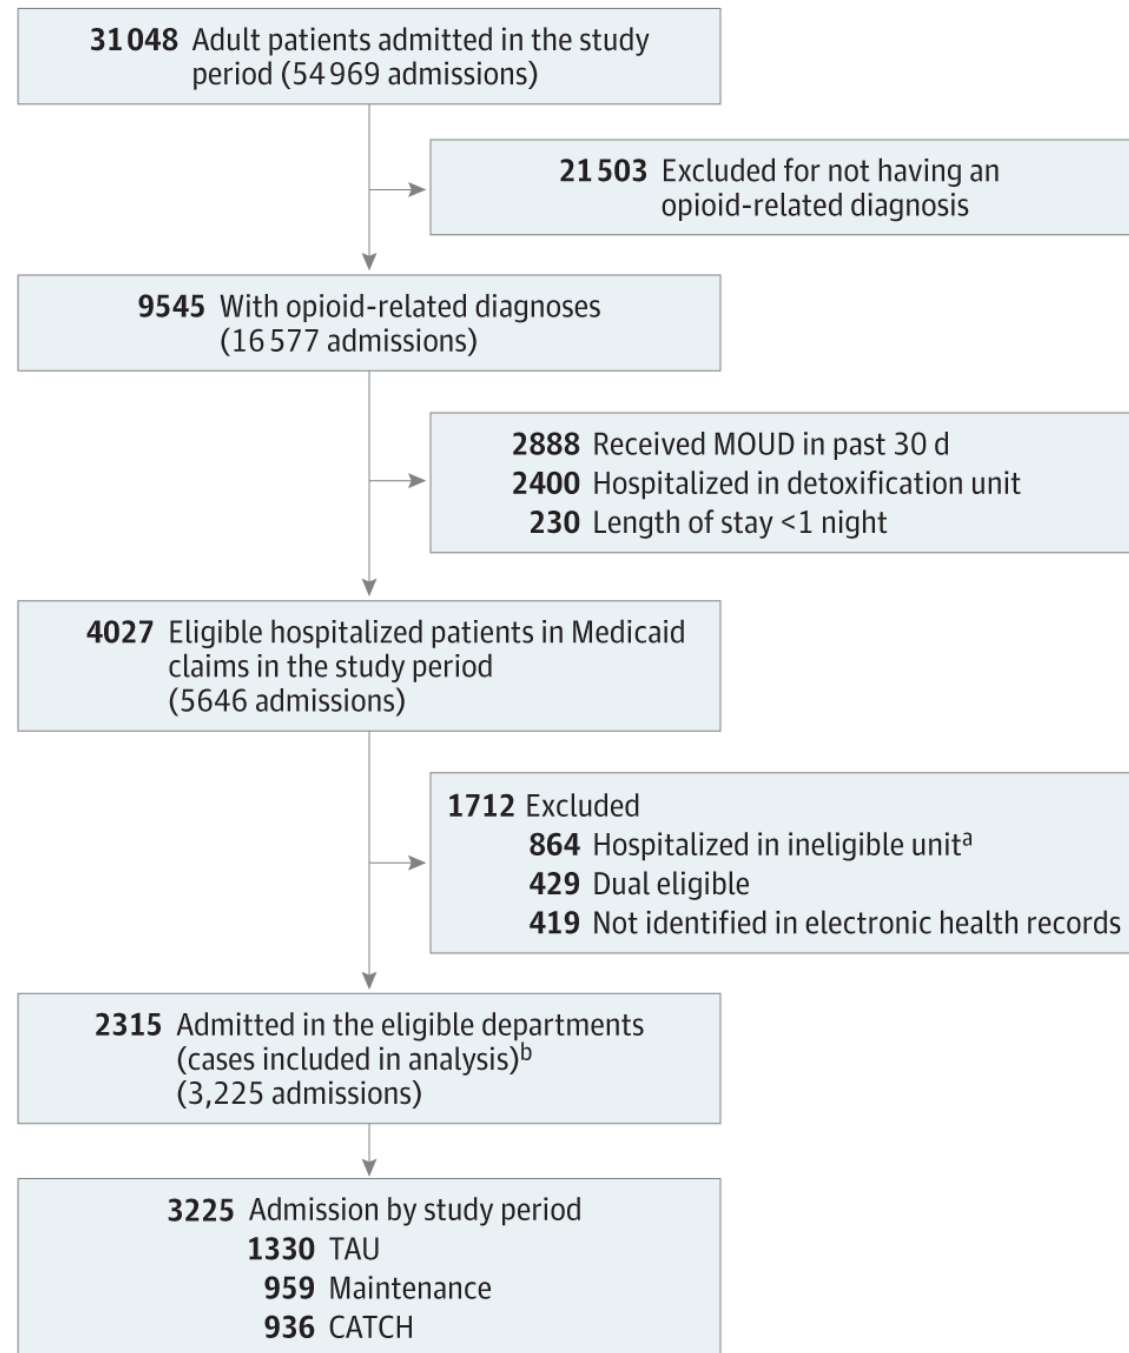 31 048 Adult patients admitted in the study
period (54 969 admissions)
21 503 Excluded for not having an
opioid-related diagnosis
9545 With opioid-related diagnoses
(16 577 admissions)
2888 Received MOUD in past 30 d
2400 Hospitalized in detoxification unit
230 Length of stay <1 night
4027 Eligible hospitalized patients in Medicaid
claims in the study period
(5646 admissions)
1712 Excluded
864 Hospitalized in ineligible unitᵃ
429 Dual eligible
419 Not identified in electronic health records
2315 Admitted in the eligible departments
(cases included in analysis)ᵇ
(3,225 admissions)
3225 Admission by study period
1330 TAU
959 Maintenance
936 CATCH